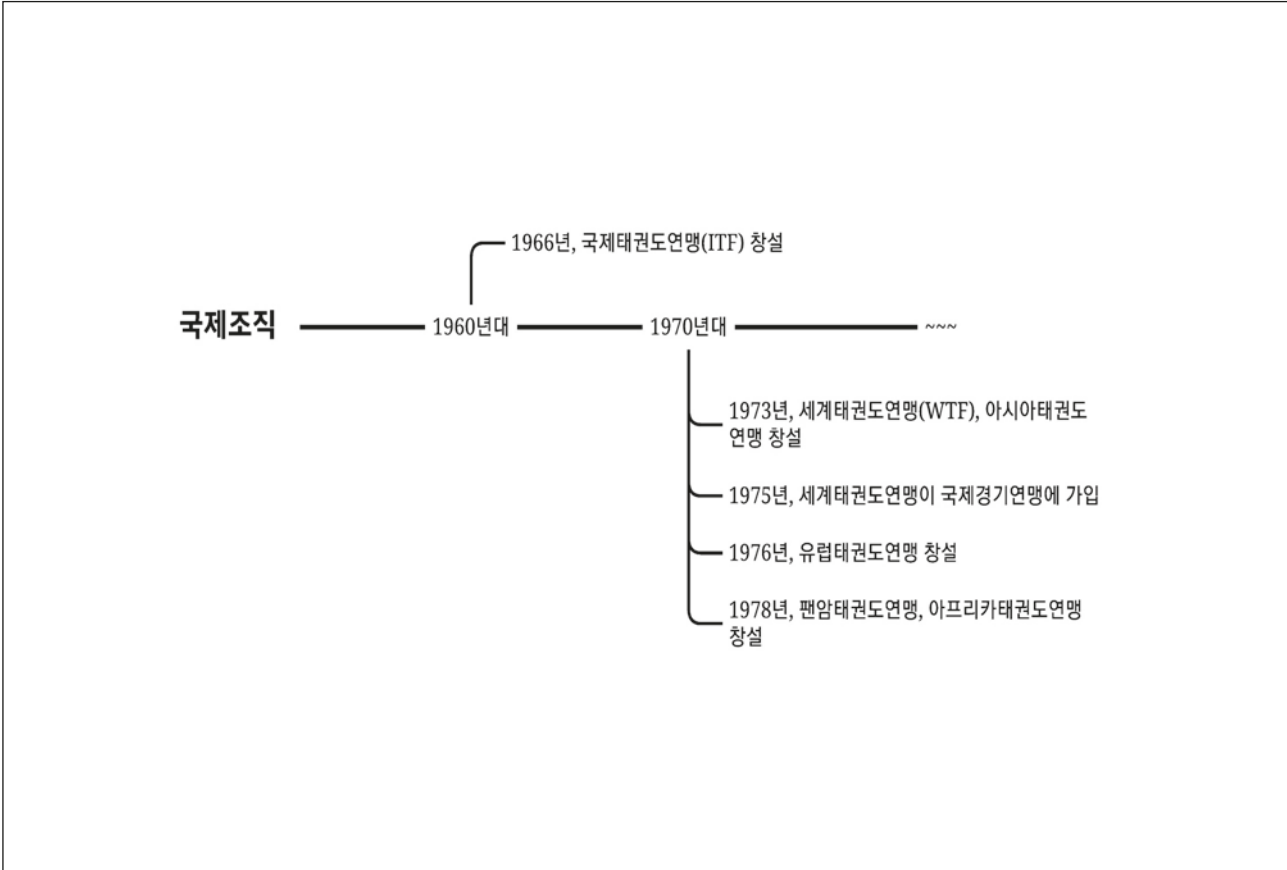 1966년, 국제태권도연맹(ITF) 창설
국제조직
1960년대
1970년대
~~~
1973년, 세계태권도연맹(WTF), 아시아태권도
연맹 창설
1975년, 세계태권도연맹이 국제경기연맹에 가입
1976년, 유럽태권도연맹 창설
1978년, 팬암태권도연맹, 아프리카태권도연맹
창설